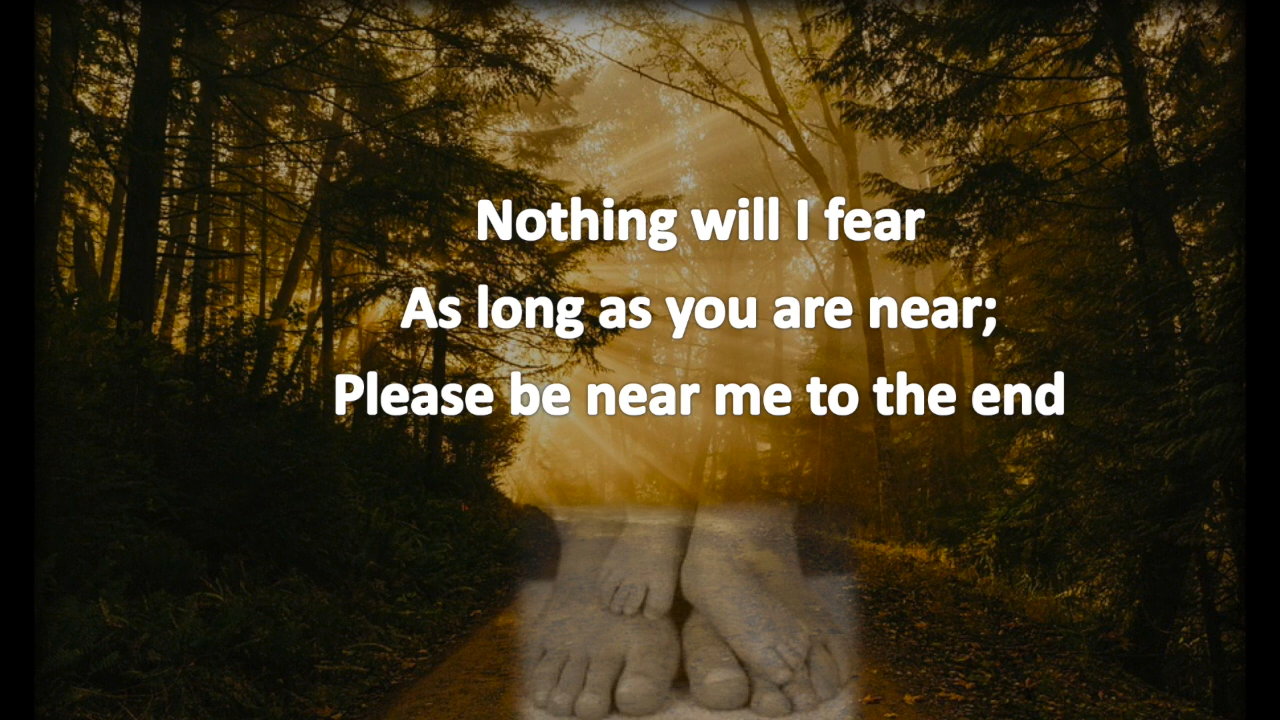 Nothing will I fear
As long as you are near;
Please be near me to the end